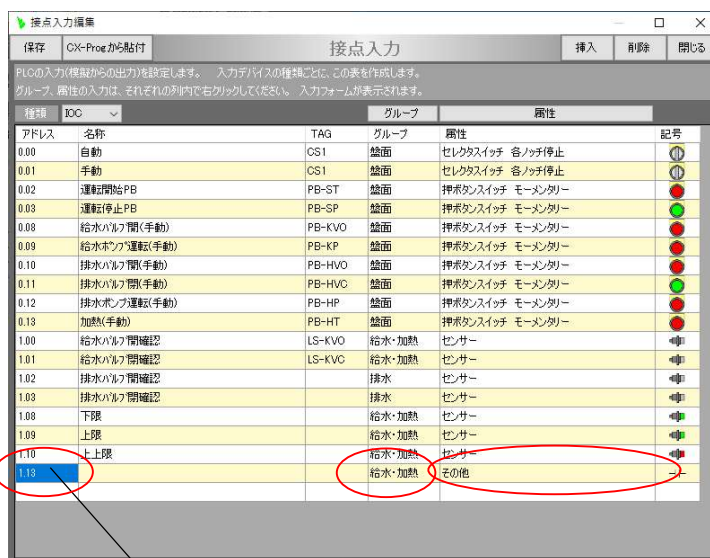 接点入力編集
保存 CX-Progから貼付 接点入力 挿入 削除 閉じる
PLCの入力(模擬からの出力)を設定します。 入力デバイスの種類ごとに、この表を作成します。
グループ、属性の入力は、それぞれの列内で右クリックしてください。 入力フォームが表示されます。
種類 IOC グループ 属性
アドレス 名称 TAG グループ 属性 記号
0.00 自動 CS1 盤面 セレクタスイッチ 各ノッチ停止
0.01 手動 CS1 盤面 セレクタスイッチ 各ノッチ停止
0.02 運転開始PB PB-ST 盤面 押ボタンスイッチ モーメンタリー
0.03 運転停止PB PB-SP 盤面 押ボタンスイッチ モーメンタリー
0.08 給水バルブ開(手動) PB-KVO 盤面 押ボタンスイッチ モーメンタリー
0.09 給水ポンプ運転(手動) PB-KP 盤面 押ボタンスイッチ モーメンタリー
0.10 排水バルブ開(手動) PB-HVO 盤面 押ボタンスイッチ モーメンタリー
0.11 排水バルブ閉(手動) PB-HVC 盤面 押ボタンスイッチ モーメンタリー
0.12 排水ポンプ運転(手動) PB-HP 盤面 押ボタンスイッチ モーメンタリー
0.13 加熱(手動) PB-HT 盤面 押ボタンスイッチ モーメンタリー
1.00 給水バルブ開確認 LS-KVO 給水・加熱 センサー
1.01 給水バルブ閉確認 LS-KVC 給水・加熱 センサー
1.02 排水バルブ開確認 排水 センサー
1.03 排水バルブ閉確認 排水 センサー
1.08 下限 給水・加熱 センサー
1.09 上限 給水・加熱 センサー
1.10 上上限 給水・加熱 センサー
1.13 給水・加熱 その他